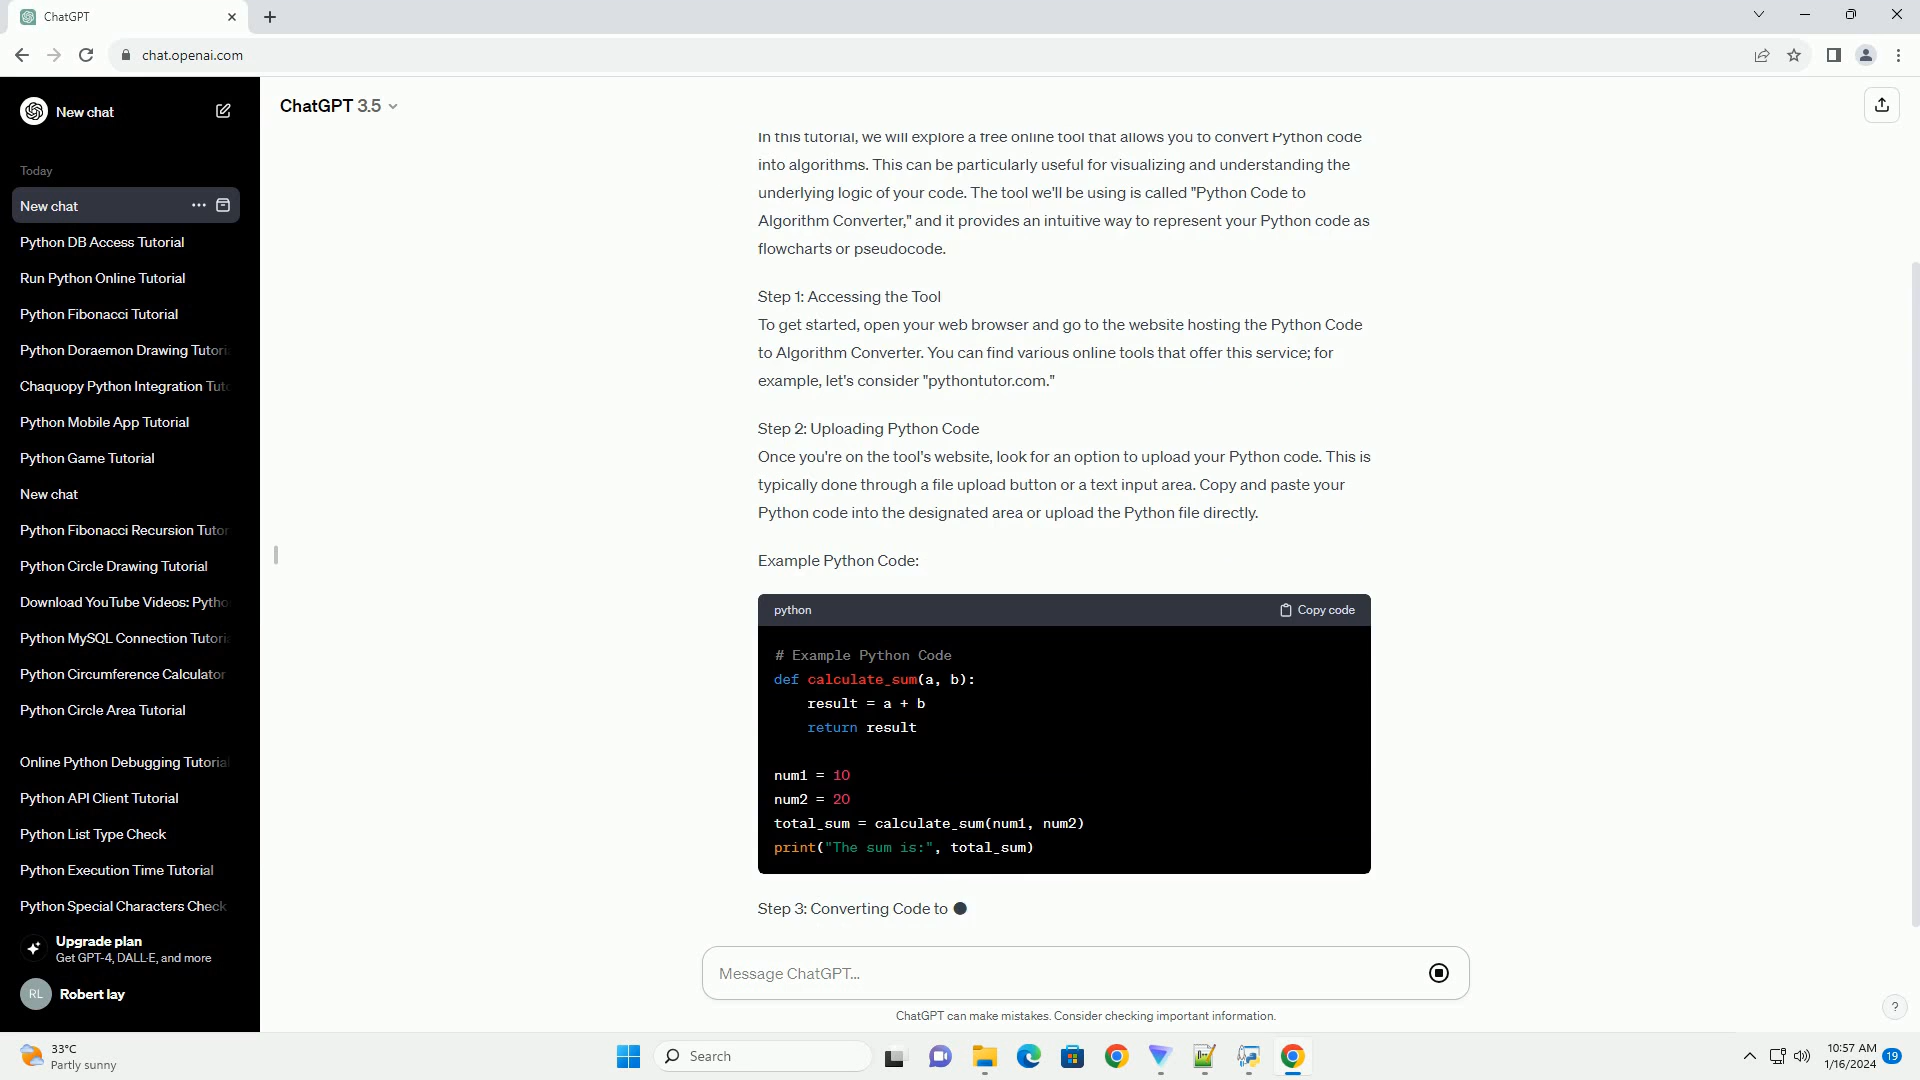 ChatGPT
chat.openai.com
New chat
ChatGPT 3.5
Today
New chat
Python DB Access Tutorial
Run Python Online Tutorial
Python Fibonacci Tutorial
Python Doraemon Drawing Tutori
Chaquopy Python Integration Tut
Python Mobile App Tutorial
Python Game Tutorial
New chat
Python Fibonacci Recursion Tutor
Python Circle Drawing Tutorial
Download YouTube Videos: Pytho
Python MySQL Connection Tutori
Python Circumference Calculator
Python Circle Area Tutorial
Online Python Debugging Tutorial
Python API Client Tutorial
Python List Type Check
Python Execution Time Tutorial
Python Special Characters Check
Upgrade plan
Get GPT-4, DALL·E, and more
RL Robert lay
In this tutorial, we will explore a free online tool that allows you to convert Python code
into algorithms. This can be particularly useful for visualizing and understanding the
underlying logic of your code. The tool we'll be using is called "Python Code to
Algorithm Converter," and it provides an intuitive way to represent your Python code as
flowcharts or pseudocode.
Step 1: Accessing the Tool
To get started, open your web browser and go to the website hosting the Python Code
to Algorithm Converter. You can find various online tools that offer this service; for
example, let's consider "pythontutor.com."
Step 2: Uploading Python Code
Once you're on the tool's website, look for an option to upload your Python code. This is
typically done through a file upload button or a text input area. Copy and paste your
Python code into the designated area or upload the Python file directly.
Example Python Code:
python Copy code
# Example Python Code
def calculate_sum(a, b):
    result = a + b
    return result
num1 = 10
num2 = 20
total_sum = calculate_sum(num1, num2)
print("The sum is:", total_sum)
Step 3: Converting Code to
Message ChatGPT...
ChatGPT can make mistakes. Consider checking important information.
?
33°C
Partly sunny
Search
10:57 AM
1/16/2024
19